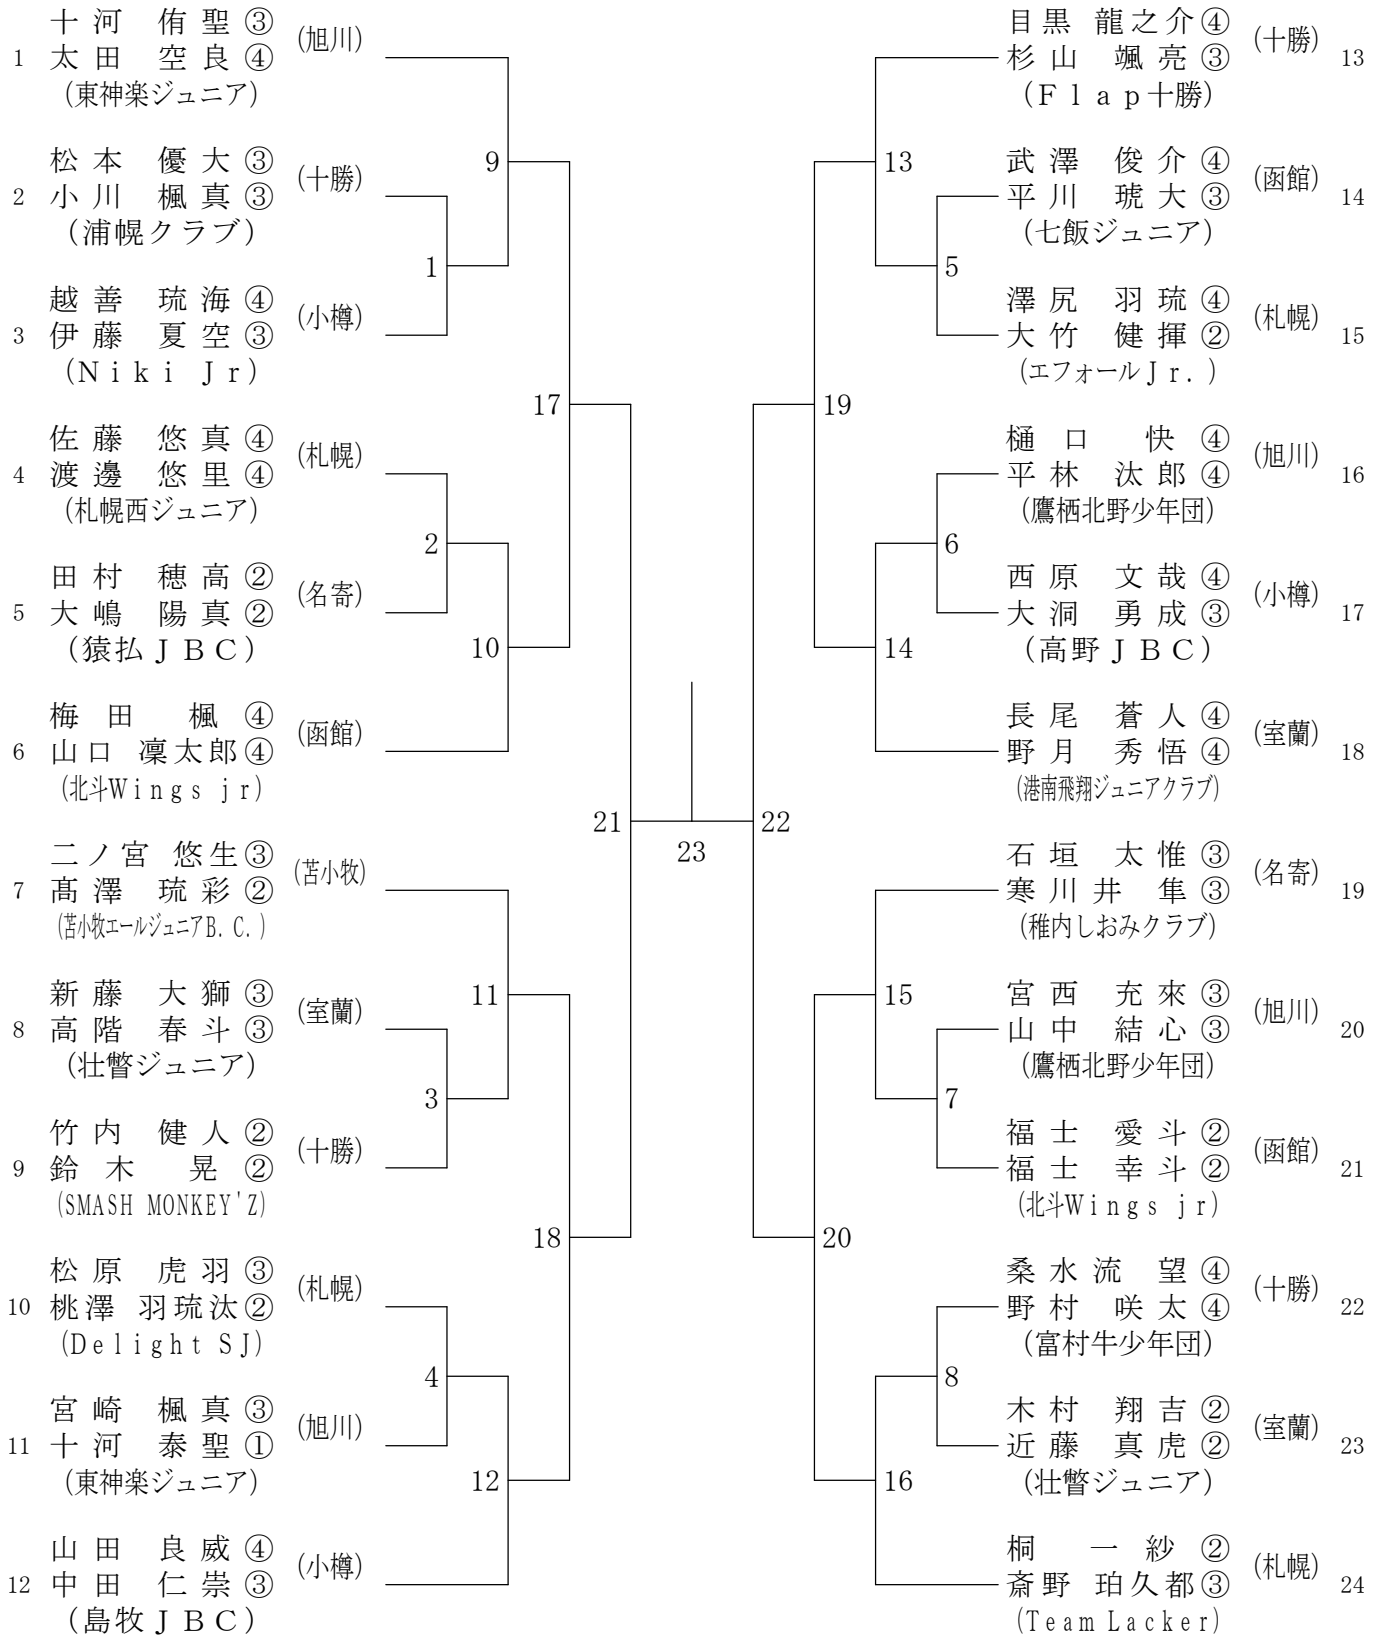 十河 侑聖③
1 太田 空良④ (旭川)
(東神楽ジュニア)
松本 優大③
2 小川 楓真③ (十勝)
(浦幌クラブ)
越善 琉海④
3 伊藤 夏空③ (小樽)
(Niki Jr)
佐藤 悠真④
4 渡邊 悠里④ (札幌)
(札幌西ジュニア)
田村 穂高②
5 大嶋 陽真② (名寄)
(猿払JBC)
梅田 楓④
6 山口 凜太郎④ (函館)
(北斗Wings jr)
二ノ宮 悠生③
7 髙澤 琉彩② (苫小牧)
(苫小牧エールジュニアB.C.)
新藤 大獅③
8 高階 春斗③ (室蘭)
(壮瞥ジュニア)
竹内 健人②
9 鈴木 晃② (十勝)
(SMASH MONKEY'Z)
松原 虎羽③
10 桃澤 羽琉汰② (札幌)
(Delight SJ)
宮崎 楓真③
11 十河 泰聖① (旭川)
(東神楽ジュニア)
山田 良威④
12 中田 仁崇③ (小樽)
(島牧JBC)
9
1
17
2
10
21
11
3
18
4
12
23
22
13
5
19
6
14
15
7
20
8
16
目黒 龍之介④
杉山 颯亮③ (十勝) 13
(Flap十勝)
武澤 俊介④
平川 琥大③ (函館) 14
(七飯ジュニア)
澤尻 羽琉④
大竹 健揮② (札幌) 15
(エフォールJr.)
樋口 快④
平林 汰郎④ (旭川) 16
(鷹栖北野少年団)
西原 文哉④
大洞 勇成③ (小樽) 17
(高野JBC)
長尾 蒼人④
野月 秀悟④ (室蘭) 18
(港南飛翔ジュニアクラブ)
石垣 太惟③
寒川井 隼③ (名寄) 19
(稚内しおみクラブ)
宮西 充來③
山中 結心③ (旭川) 20
(鷹栖北野少年団)
福士 愛斗②
福士 幸斗② (函館) 21
(北斗Wings jr)
桑水流 望④
野村 咲太④ (十勝) 22
(富村牛少年団)
木村 翔吉②
近藤 真虎② (室蘭) 23
(壮瞥ジュニア)
桐 一紗②
斎野 珀久都③ (札幌) 24
(Team Lacker)